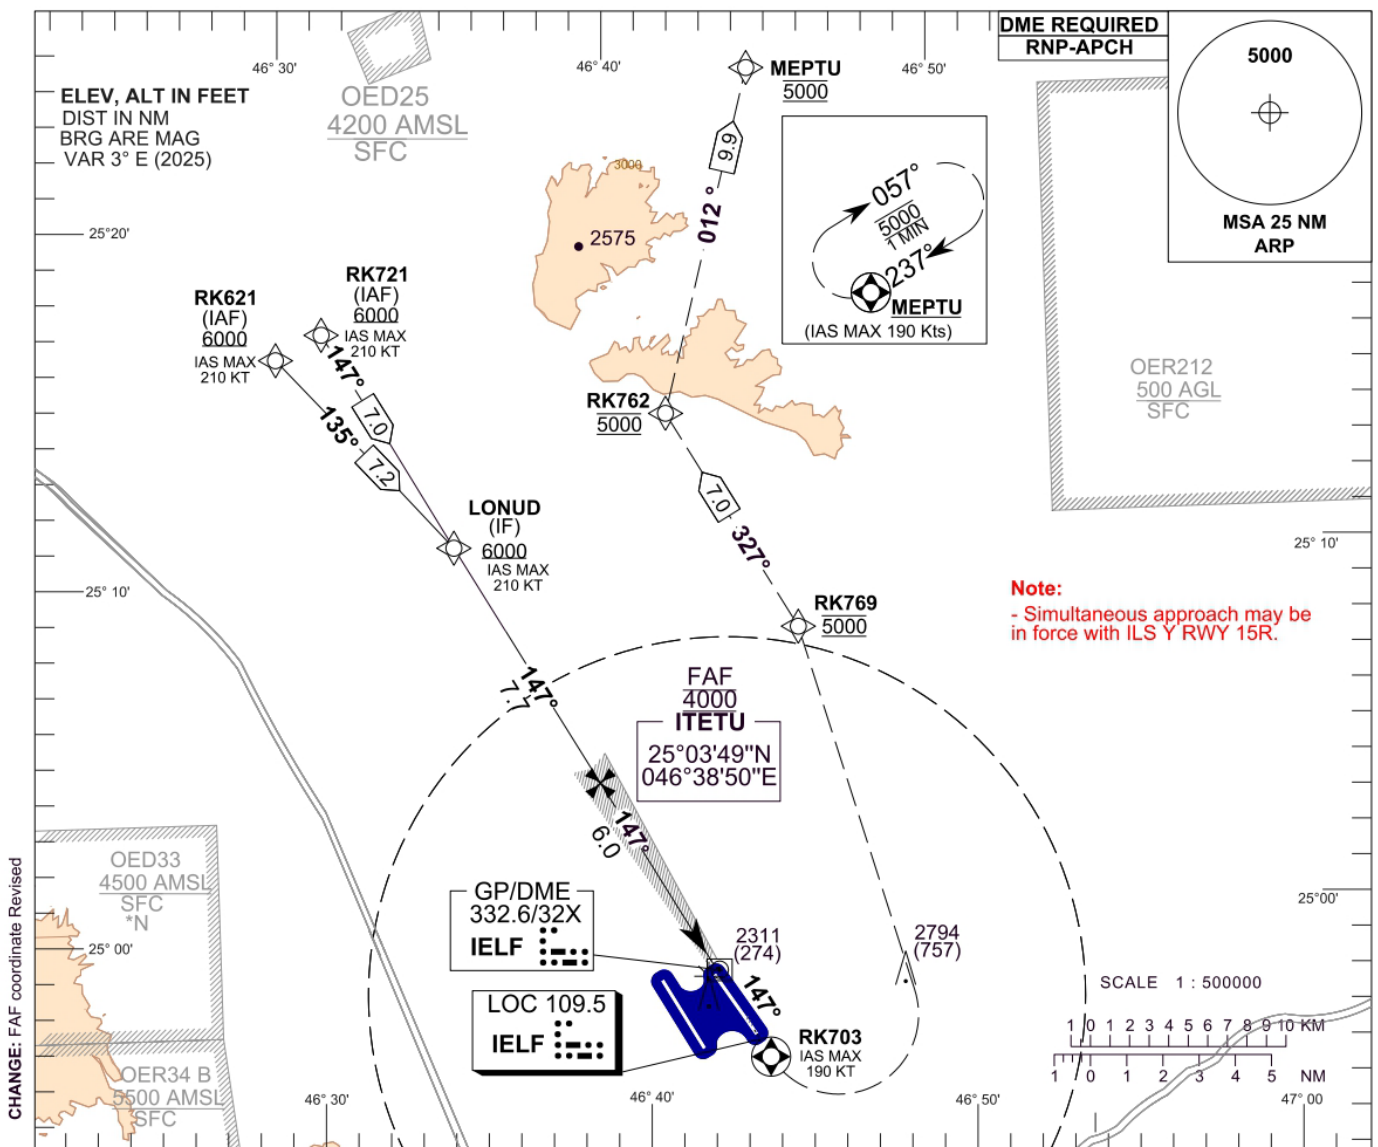 DME REQUIRED
RNP-APCH
46° 30'
46° 40'
46° 50'
MEPTU
5000
5000
MSA 25 NM
ARP
ELEV, ALT IN FEET
DIST IN NM
BRG ARE MAG
VAR 3° E (2025)
OED25
4200 AMSL
SFC
9.9
012°
3000
2575
057°
5000
1 MIN
237°
MEPTU
(IAS MAX 190 Kts)
25°20'
RK721
(IAF)
6000
IAS MAX
210 KT
RK621
(IAF)
6000
IAS MAX
210 KT
147°
7.0
135°
7.2
RK762
5000
OER212
500 AGL
SFC
7.0
327°
LONUD
(IF)
6000
IAS MAX
210 KT
25° 10'
25° 10'
Note:
- Simultaneous approach may be
in force with ILS Y RWY 15R.
RK769
5000
147°
7.7
FAF
4000
ITETU
25°03'49"N
046°38'50"E
147°
6.0
OED33
4500 AMSL
SFC
*N
GP/DME
332.6/32X
IELF
25°00'
25° 00'
2311
(274)
2794
(757)
LOC 109.5
IELF
147°
RK703
IAS MAX
190 KT
SCALE 1 : 500000
1 0 1 2 3 4 5 6 7 8 9 10 KM
1 0 1 2 3 4 5 NM
OER34 B
5500 AMSL
SFC
46° 30'
46° 40'
46° 50'
47° 00'
CHANGE: FAF coordinate Revised